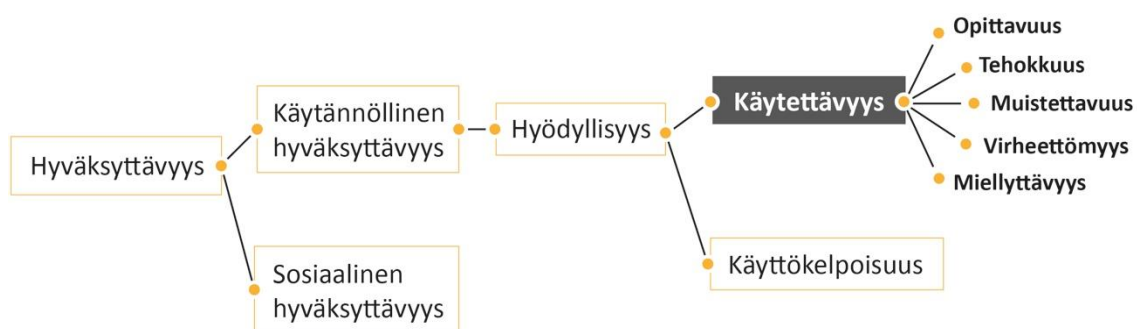 Hyväksyttävyys
Käytännöllinen
hyväksyttävyys
Sosiaalinen
hyväksyttävyys
Hyödyllisyys
Käytettävyys
Käyttökelpoisuus
Opittavuus
Tehokkuus
Muistettavuus
Virheettömyys
Miellyttävyys